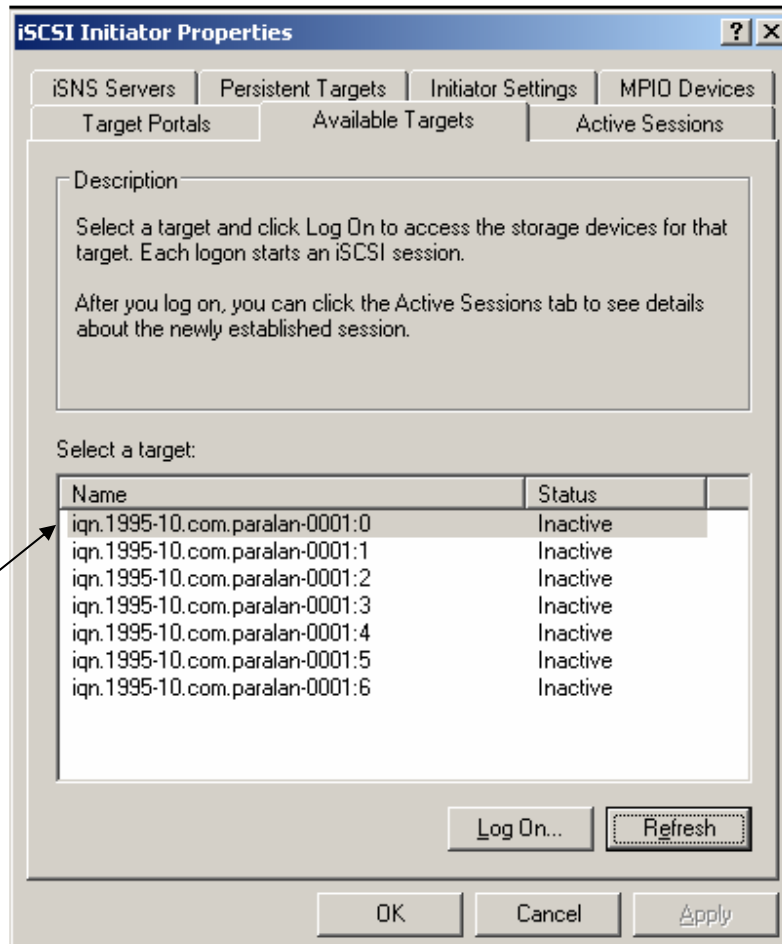 iSCSI Initiator Properties
iSNS Servers Persistent Targets Initiator Settings MPIO Devices
Target Portals Available Targets Active Sessions
Description
Select a target and click Log On to access the storage devices for that
target. Each logon starts an iSCSI session.
After you log on, you can click the Active Sessions tab to see details
about the newly established session.
Select a target:
Name Status
iqn.1995-10.com.paralan-0001:0 Inactive
iqn.1995-10.com.paralan-0001:1 Inactive
iqn.1995-10.com.paralan-0001:2 Inactive
iqn.1995-10.com.paralan-0001:3 Inactive
iqn.1995-10.com.paralan-0001:4 Inactive
iqn.1995-10.com.paralan-0001:5 Inactive
iqn.1995-10.com.paralan-0001:6 Inactive
Log On... Refresh
OK Cancel Apply